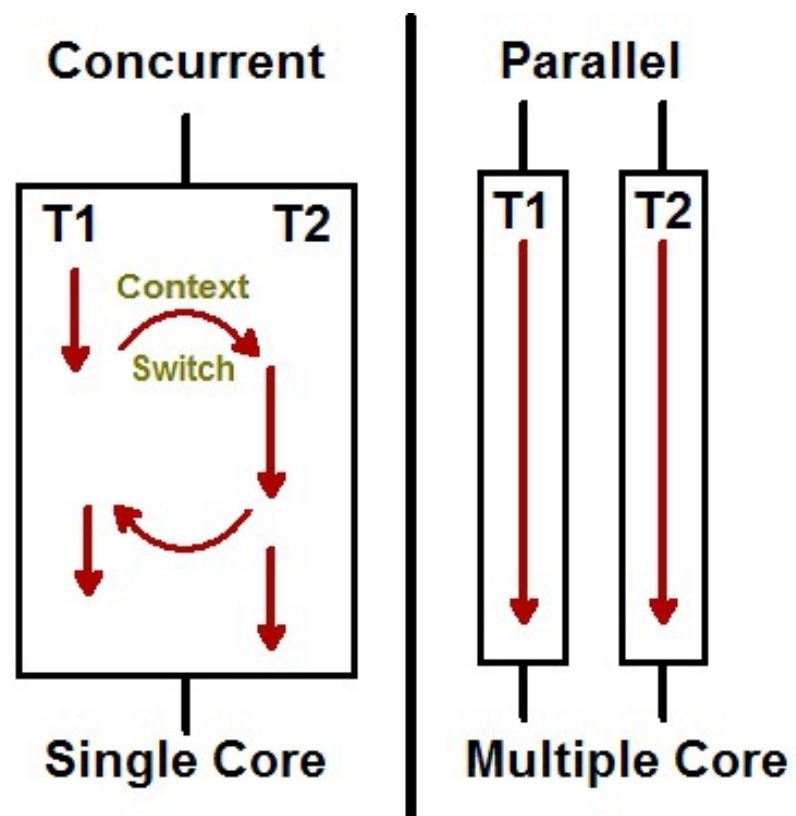 Concurrent
T1 T2
Context
Switch
Single Core
Parallel
T1
T2
Multiple Core